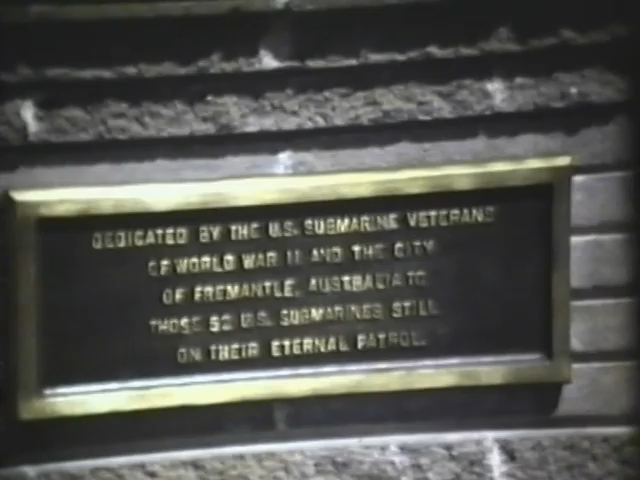 DEDICATED BY THE U.S. SUBMARINE VETERANS
OF WORLD WAR II AND THE CITY
OF FREMANTLE, AUSTRALIA TO
THOSE 52 U.S. SUBMARINES STILL
ON THEIR ETERNAL PATROL.